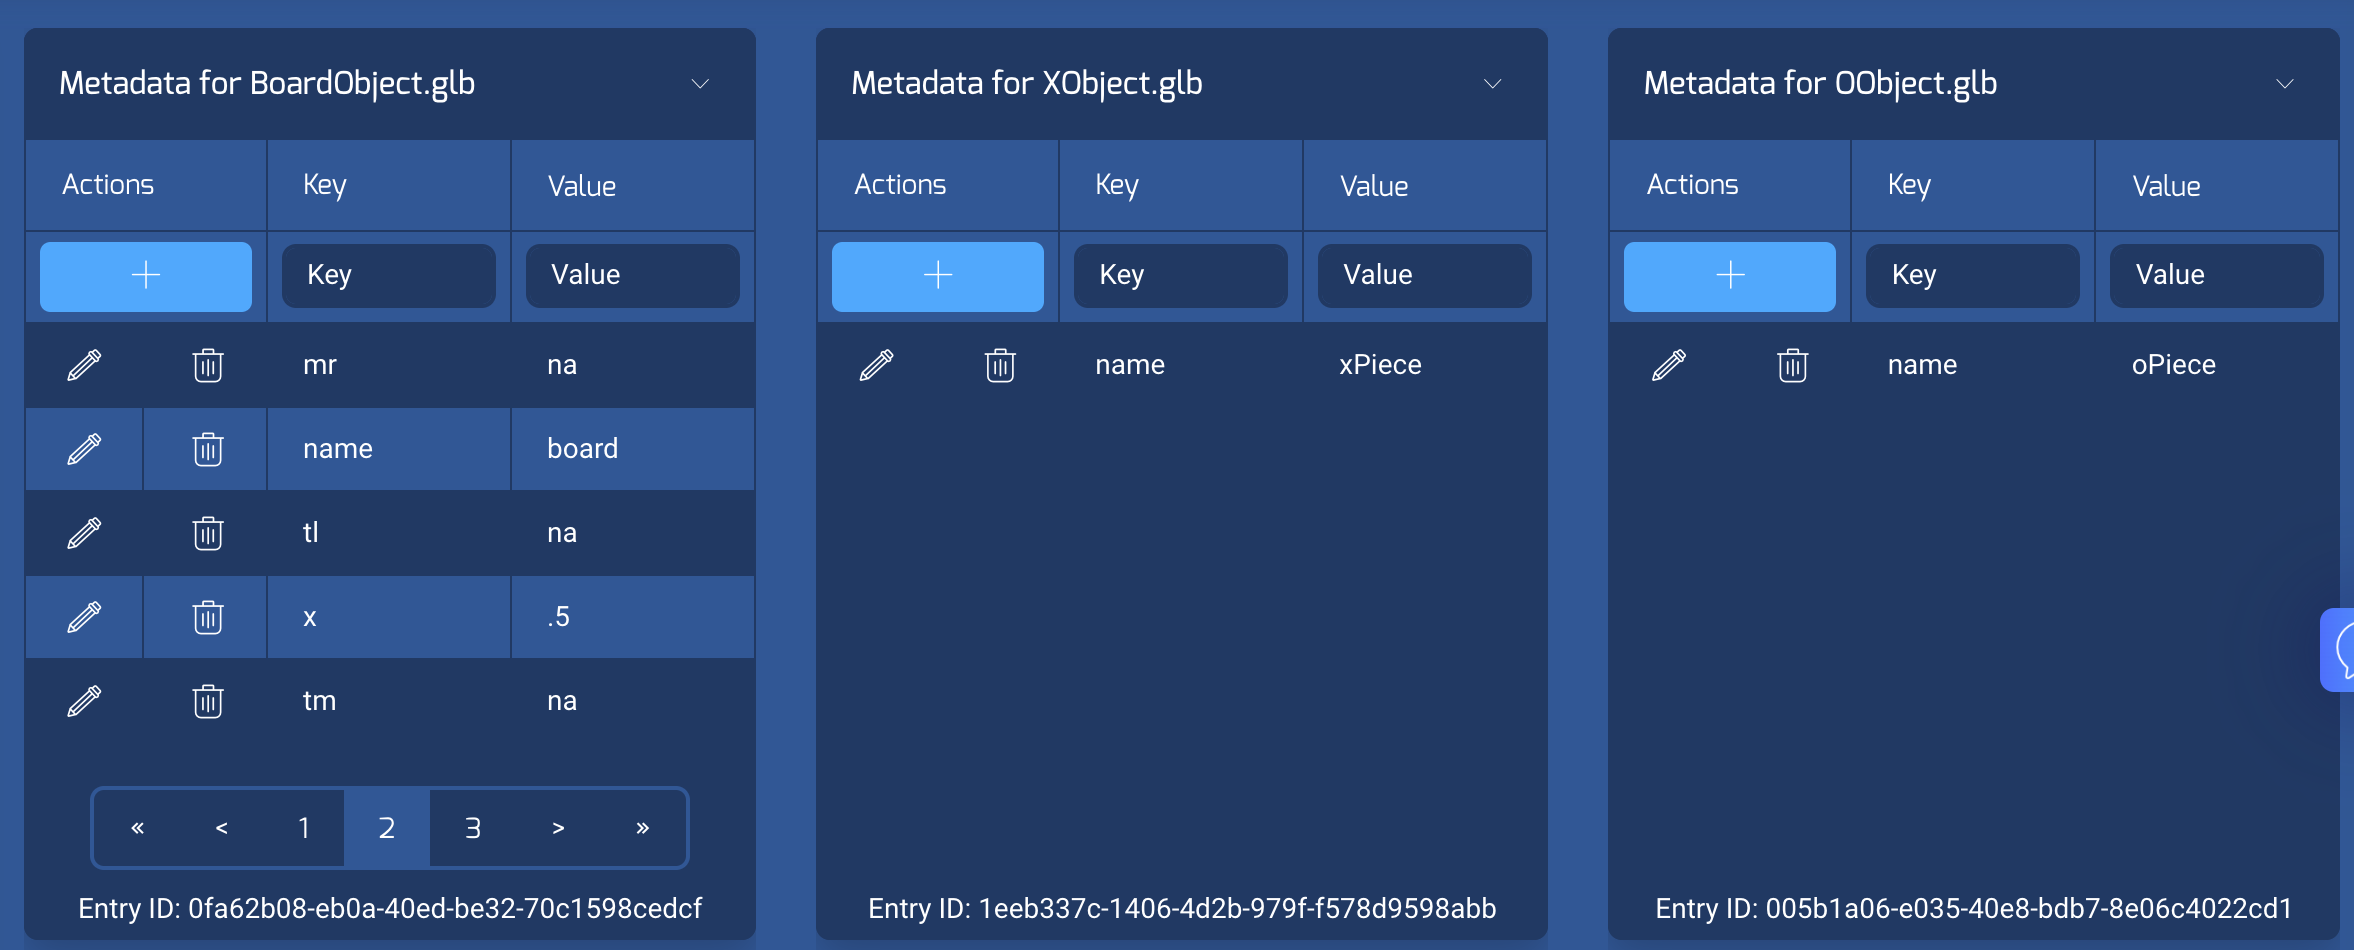 Metadata for BoardObject.glb
Actions Key Value
Key Value
mr na
name board
tl na
x .5
tm na
« < 1 2 3 > »
Entry ID: 0fa62b08-eb0a-40ed-be32-70c1598cedcf
Metadata for XObject.glb
Actions Key Value
Key Value
name xPiece
Entry ID: 1eeb337c-1406-4d2b-979f-f578d9598abb
Metadata for OObject.glb
Actions Key Value
Key Value
name oPiece
Entry ID: 005b1a06-e035-40e8-bdb7-8e06c4022cd1